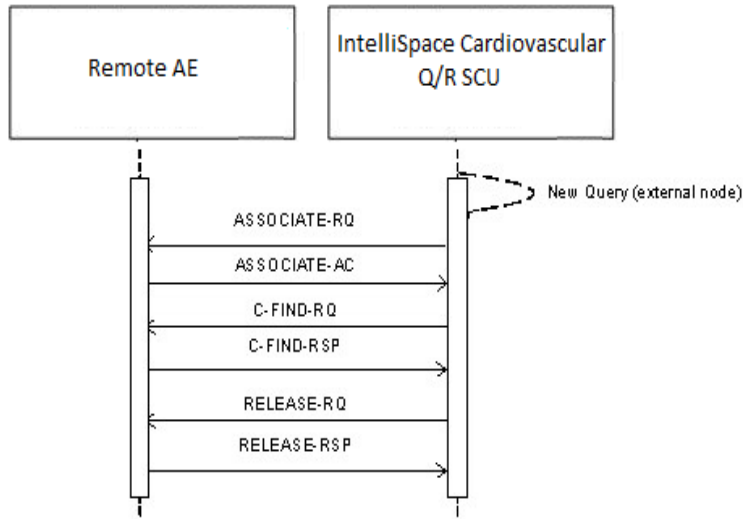 Remote AE
IntelliSpace Cardiovascular
Q/R SCU
New Query (external node)
ASSOCIATE-RQ
ASSOCIATE-AC
C-FIND-RQ
C-FIND-RSP
RELEASE-RQ
RELEASE-RSP